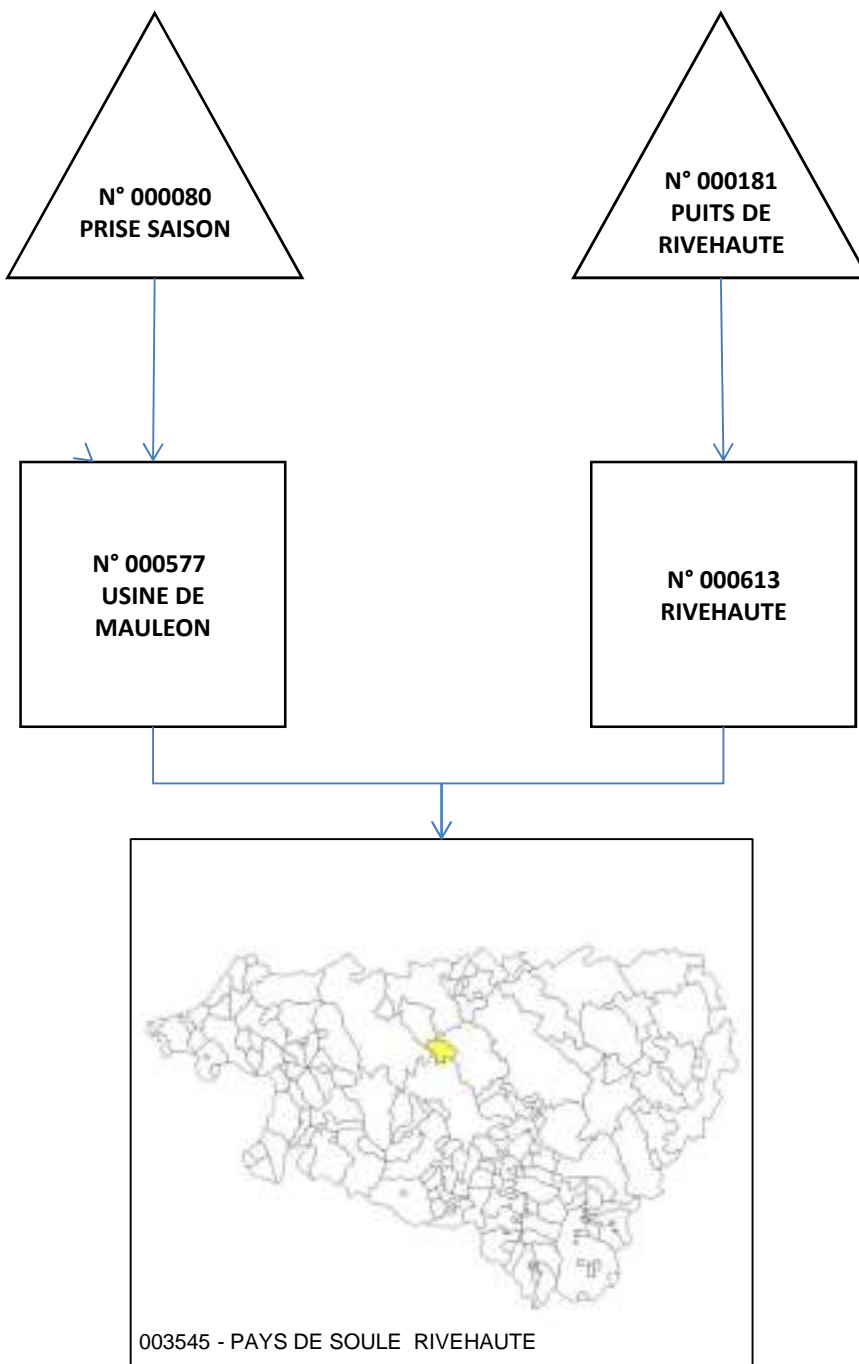 N° 000080
PRISE SAISON
N° 000181
PUITS DE
RIVEHAUTE
N° 000577
USINE DE
MAULEON
N° 000613
RIVEHAUTE
003545 - PAYS DE SOULE RIVEHAUTE